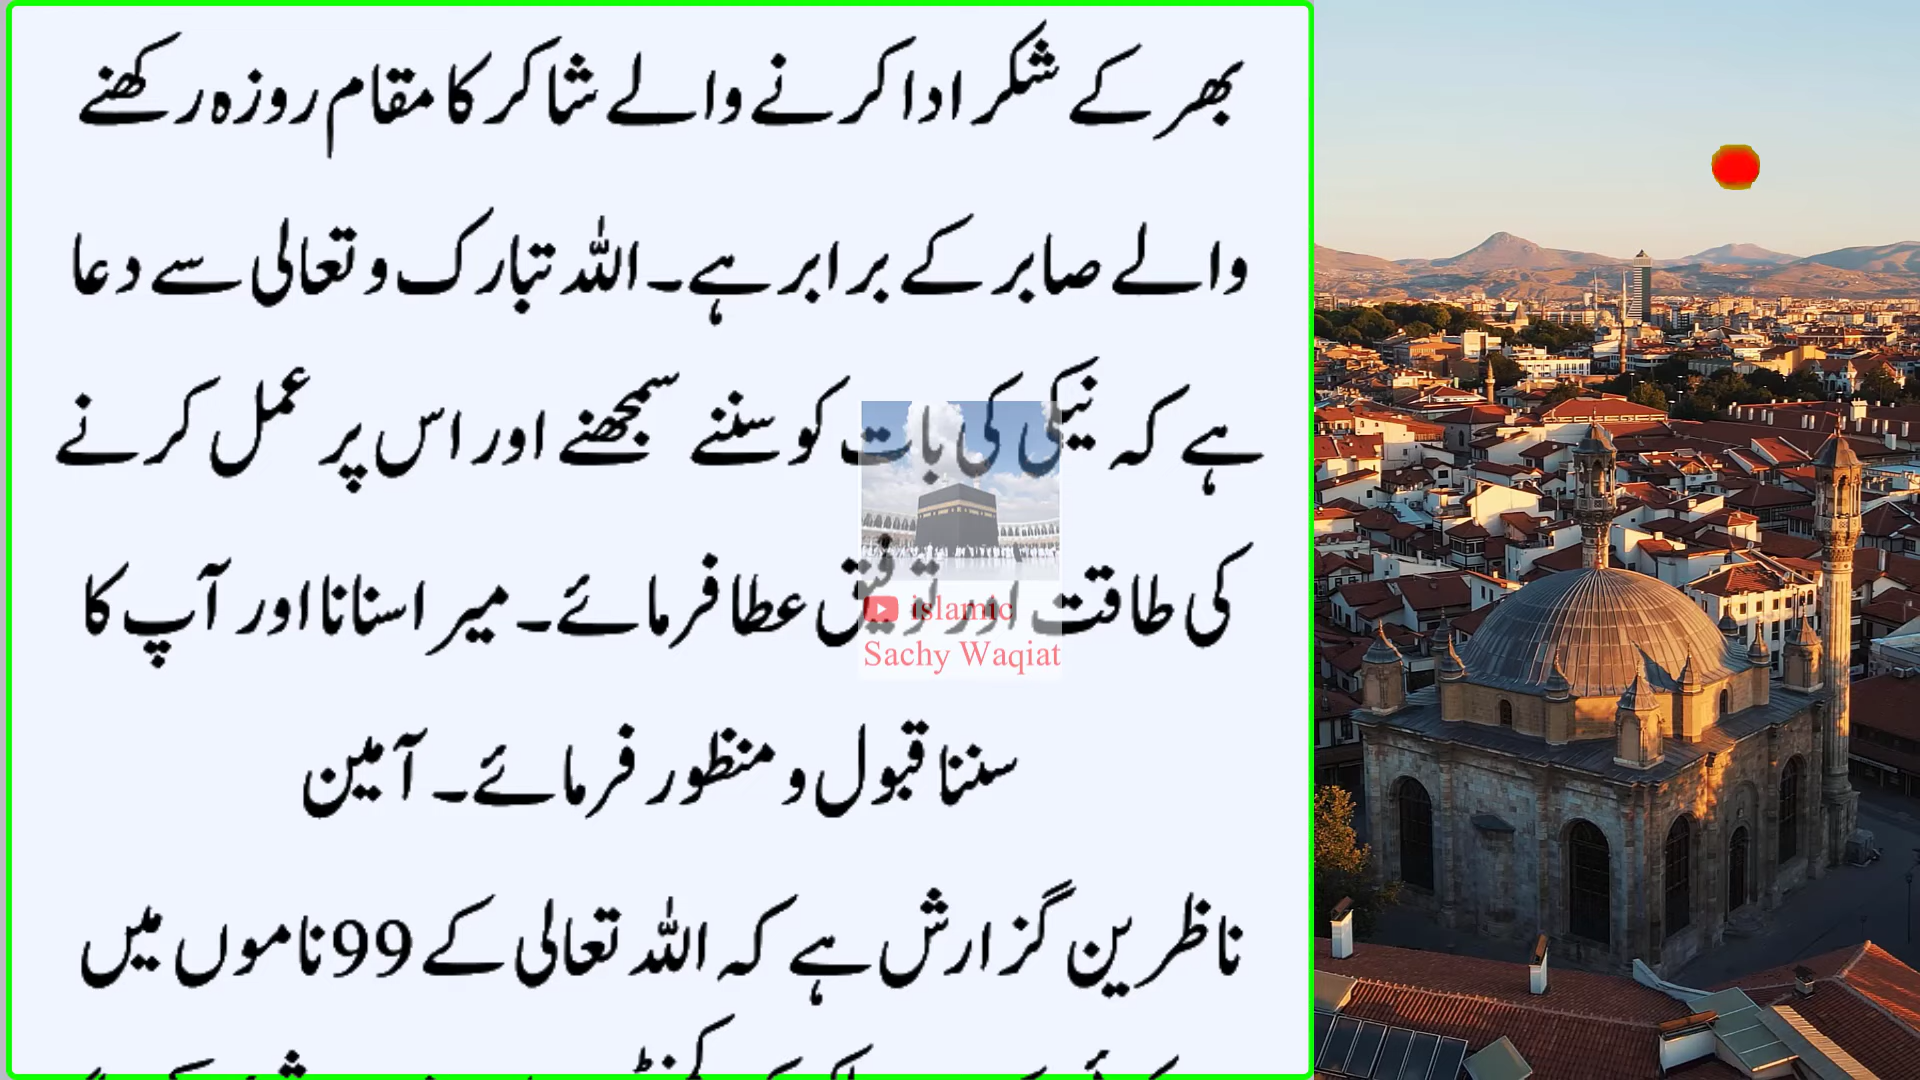 بھر کے شکر ادا کرنے والے شاکر کا مقام روزہ رکھنے
والے صابر کے برابر ہے۔ اللہ تبارک و تعالی سے دعا
ہے کہ نیکی کی بات کو سننے سمجھنے اور اس پر عمل کرنے
کی طاقت اور توفیق عطا فرمائے۔ میرا سنانا اور آپ کا
سننا قبول و منظور فرمائے۔ آمین
ناظرین گزارش ہے کہ اللہ تعالی کے 99 ناموں میں
islamic
Sachy Waqiat